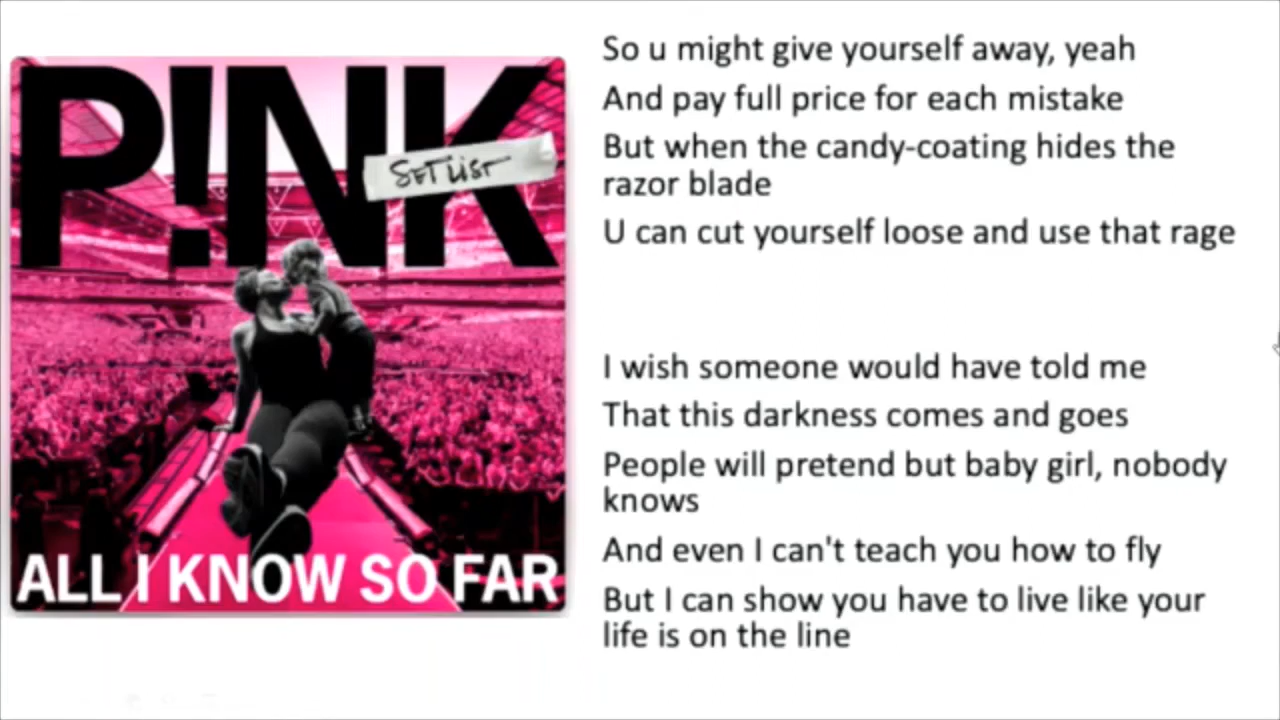 P!NK
SET LIST
ALL I KNOW SO FAR
So u might give yourself away, yeah
And pay full price for each mistake
But when the candy-coating hides the
razor blade
U can cut yourself loose and use that rage
I wish someone would have told me
That this darkness comes and goes
People will pretend but baby girl, nobody
knows
And even I can't teach you how to fly
But I can show you have to live like your
life is on the line